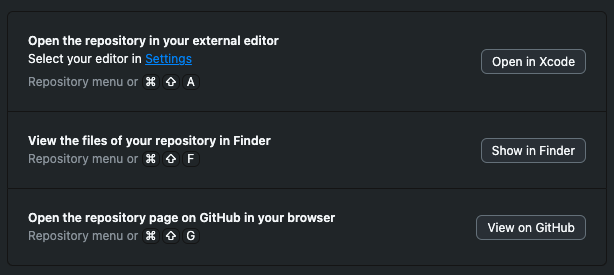 Open the repository in your external editor
Select your editor in Settings
Repository menu or ⌘ ⇧ A
Open in Xcode
View the files of your repository in Finder
Repository menu or ⌘ ⇧ F
Show in Finder
Open the repository page on GitHub in your browser
Repository menu or ⌘ ⇧ G
View on GitHub